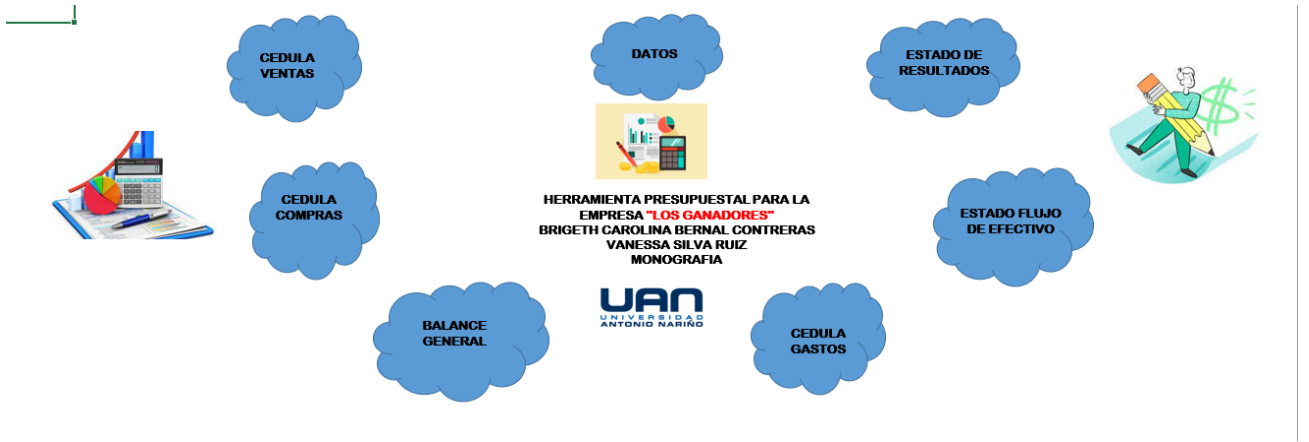 CEDULA
VENTAS
DATOS
ESTADO DE
RESULTADOS
CEDULA
COMPRAS
HERRAMIENTA PRESUPUESTAL PARA LA
EMPRESA "LOS GANADORES"
BRIGETH CAROLINA BERNAL CONTRERAS
VANESSA SILVA RUIZ
MONOGRAFIA
ESTADO FLUJO
DE EFECTIVO
UAN
UNIVERSIDAD
ANTONIO NARIÑO
BALANCE
GENERAL
CEDULA
GASTOS